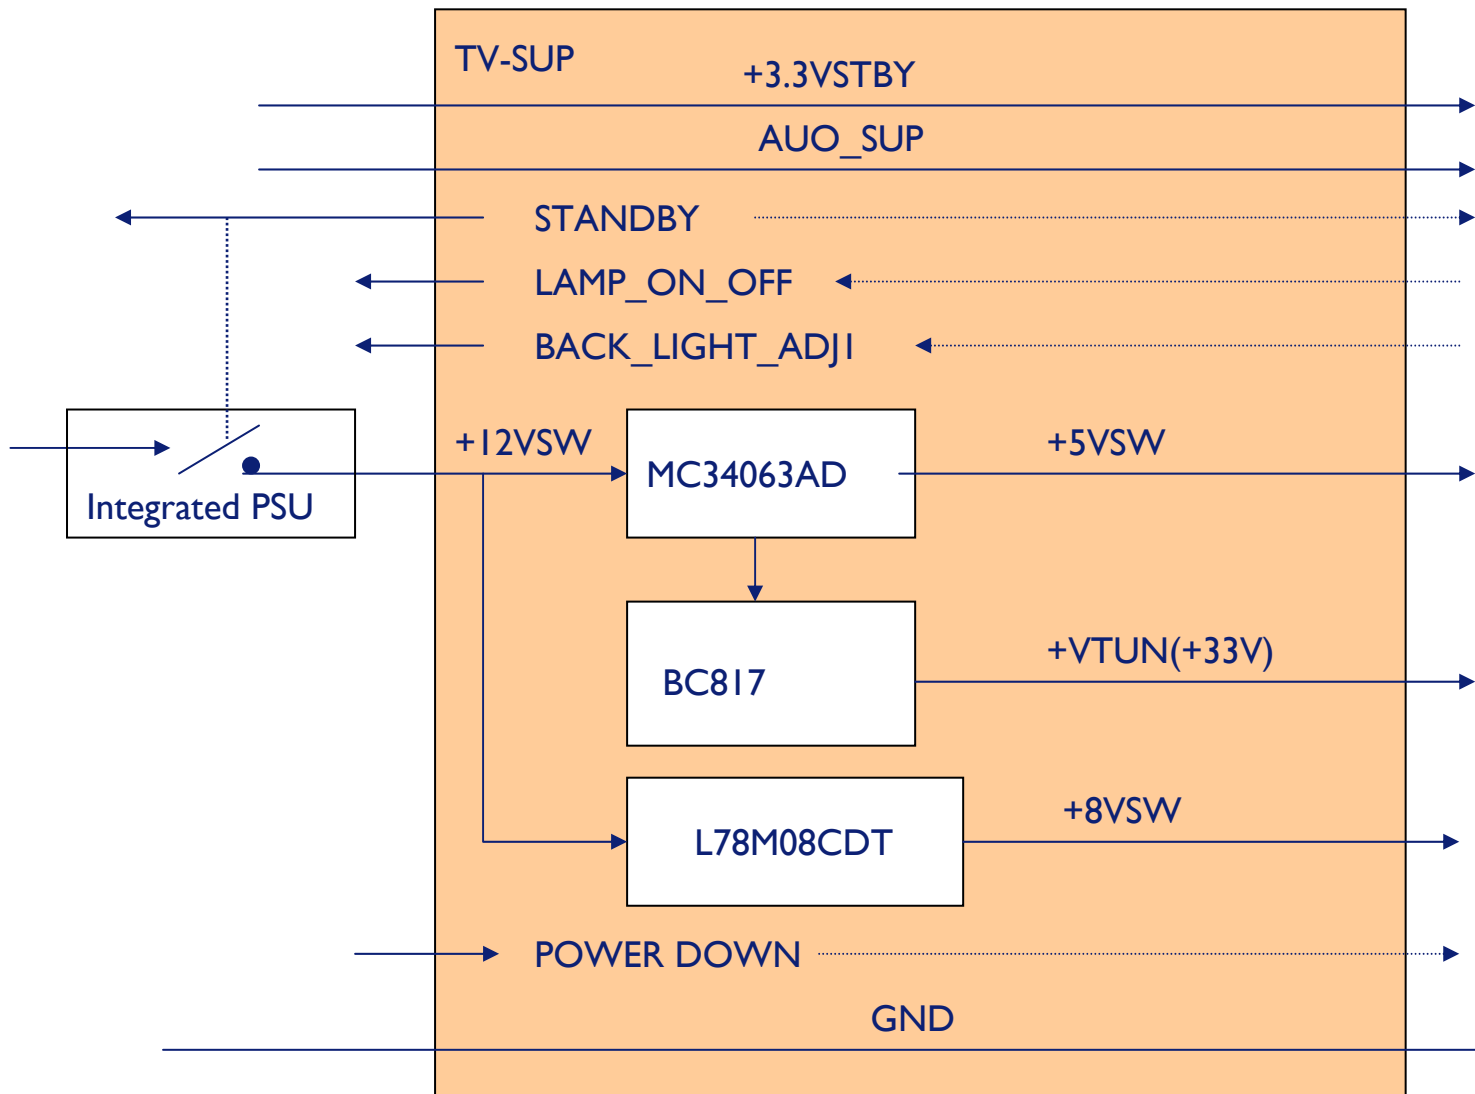 TV-SUP
+3.3VSTBY
AUO_SUP
STANDBY
LAMP_ON_OFF
BACK_LIGHT_ADJ1
+12VSW
MC34063AD
+5VSW
Integrated PSU
BC817
+VTUN(+33V)
L78M08CDT
+8VSW
POWER DOWN
GND